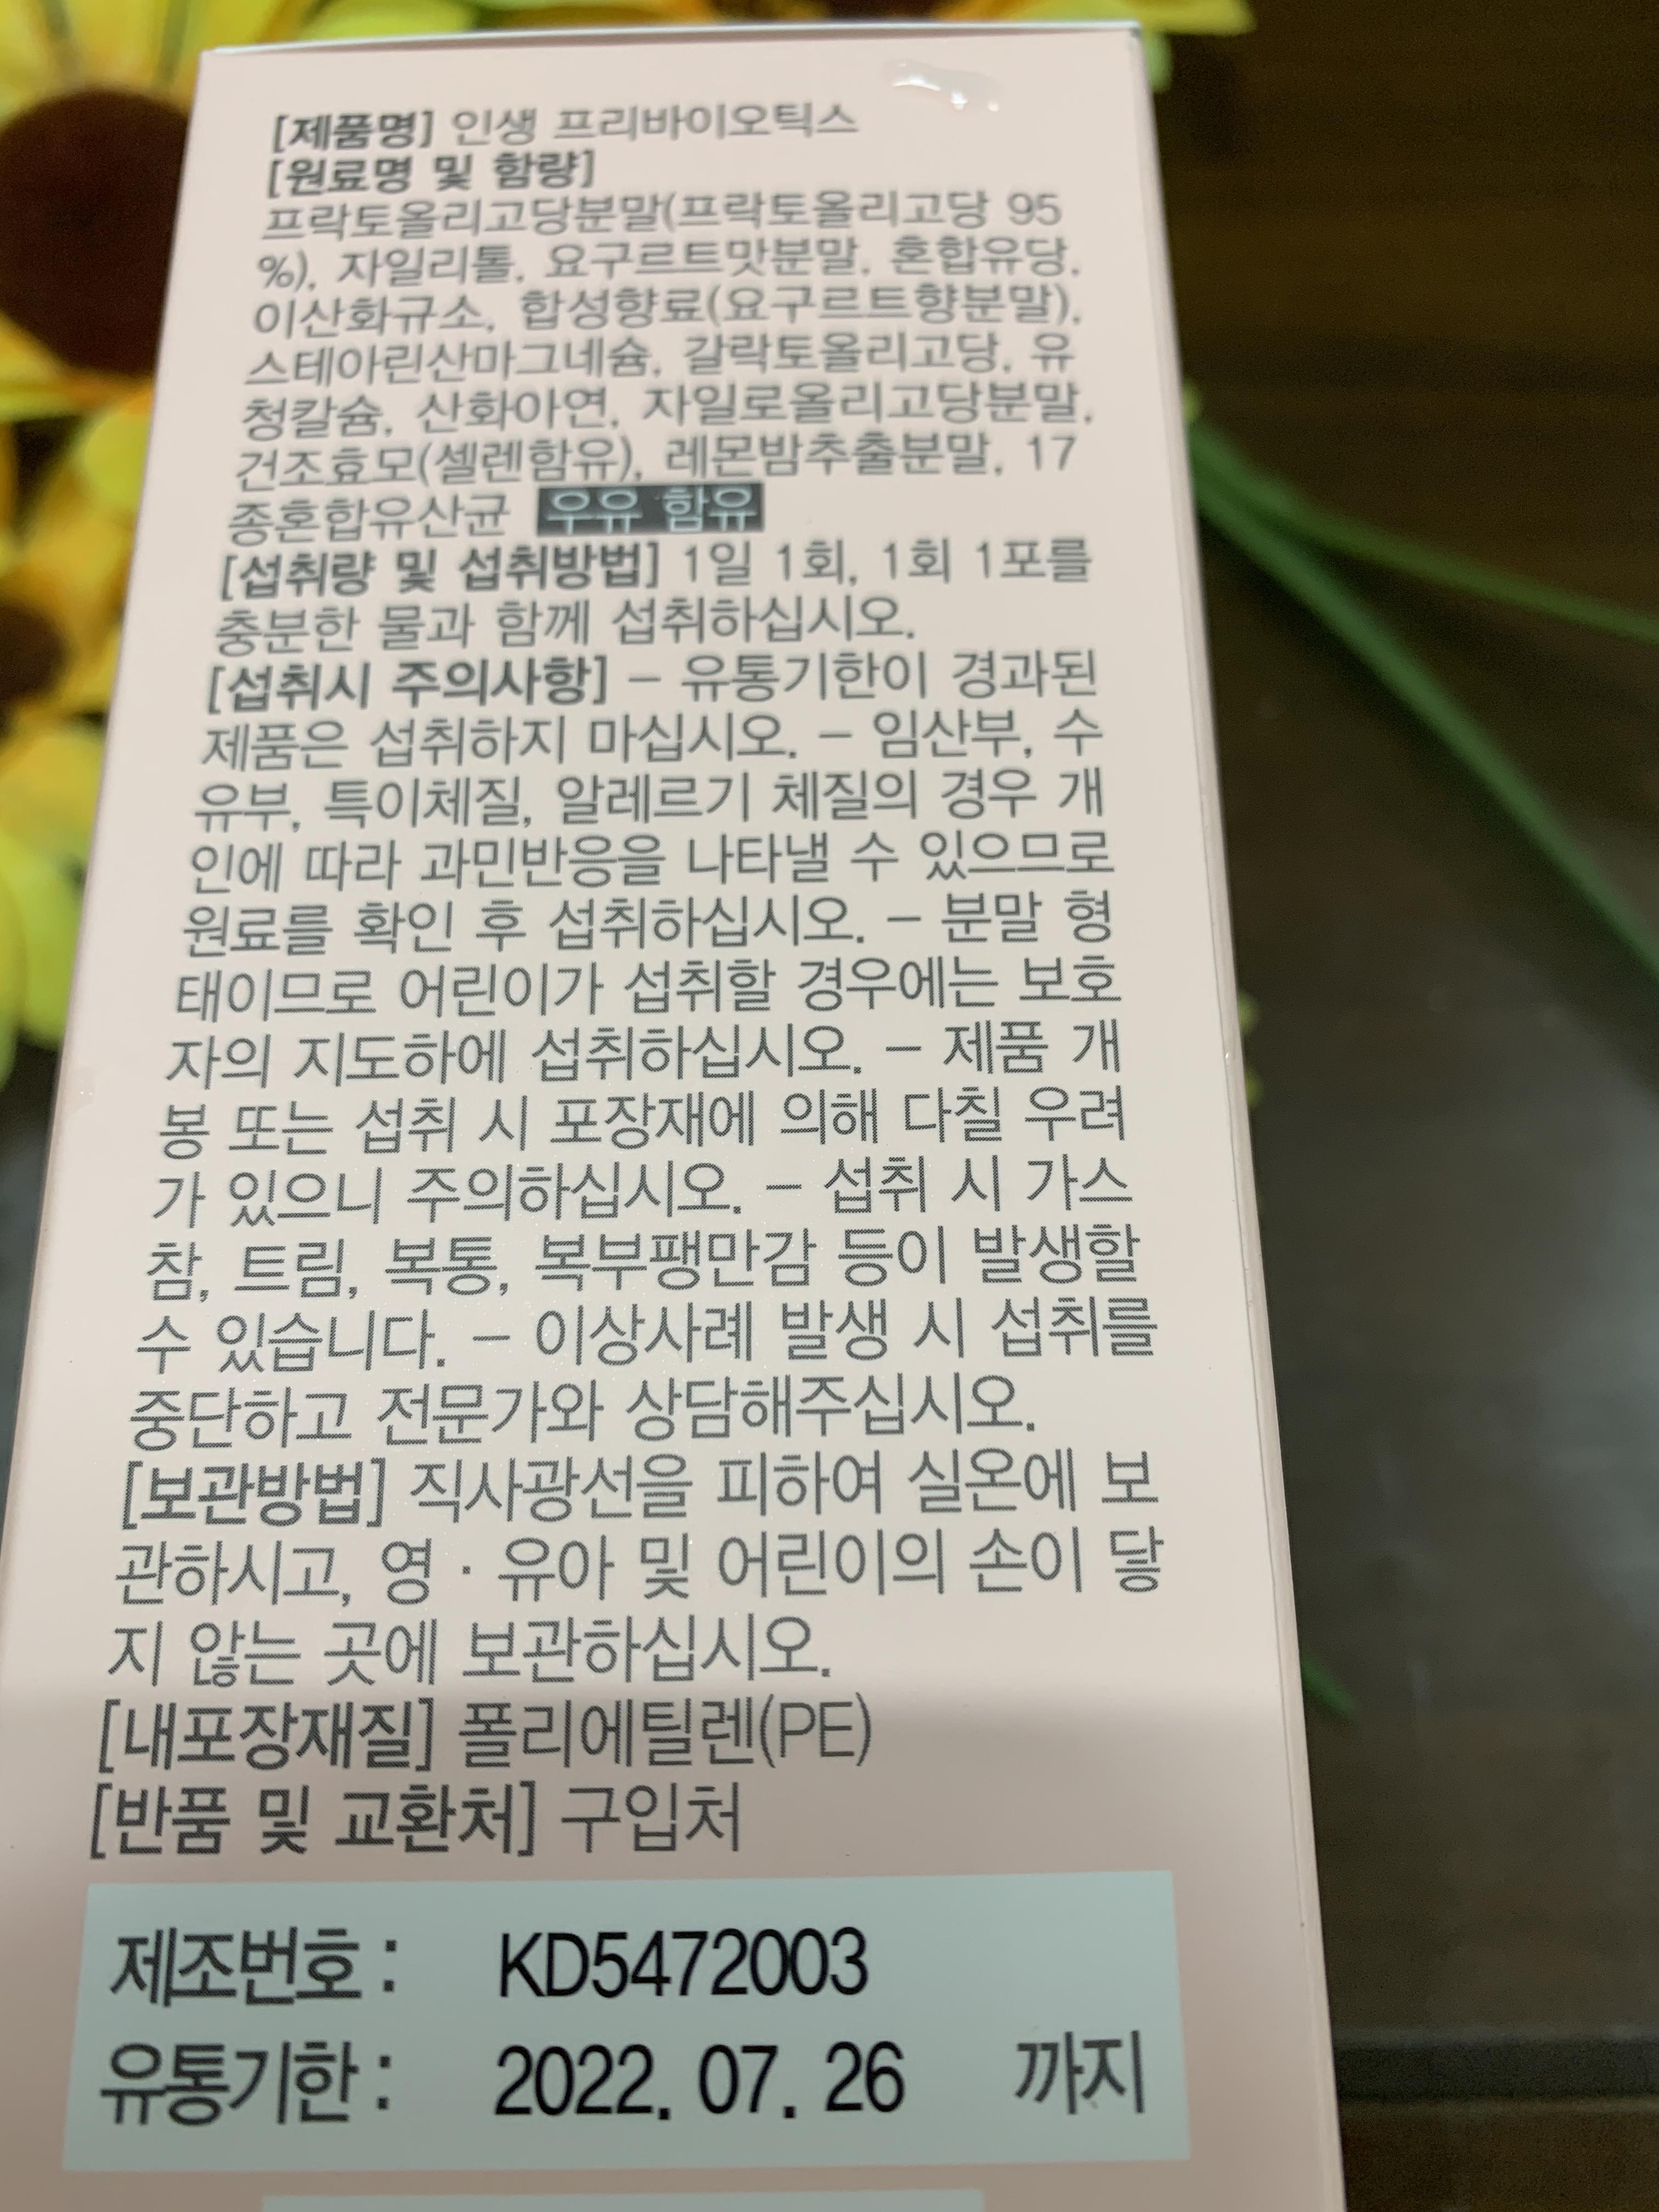 [제품명] 인생 프리바이오틱스
[원료명 및 함량]
프락토올리고당분말(프락토올리고당 95
%), 자일리톨, 요구르트맛분말, 혼합유당,
이산화규소, 합성향료(요구르트향분말),
스테아린산마그네슘, 갈락토올리고당, 유
청칼슘, 산화아연, 자일로올리고당분말,
건조효모(셀렌함유), 레몬밤추출분말, 17
종혼합유산균 우유 함유
[섭취량 및 섭취방법] 1일 1회, 1회 1포를
충분한 물과 함께 섭취하십시오.
[섭취시 주의사항] – 유통기한이 경과된
제품은 섭취하지 마십시오. – 임산부, 수
유부, 특이체질, 알레르기 체질의 경우 개
인에 따라 과민반응을 나타낼 수 있으므로
원료를 확인 후 섭취하십시오. – 분말 형
태이므로 어린이가 섭취할 경우에는 보호
자의 지도하에 섭취하십시오. – 제품 개
봉 또는 섭취 시 포장재에 의해 다칠 우려
가 있으니 주의하십시오. – 섭취 시 가스
참, 트림, 복통, 복부팽만감 등이 발생할
수 있습니다. – 이상사례 발생 시 섭취를
중단하고 전문가와 상담해주십시오.
[보관방법] 직사광선을 피하여 실온에 보
관하시고, 영 · 유아 및 어린이의 손이 닿
지 않는 곳에 보관하십시오.
[내포장재질] 폴리에틸렌(PE)
[반품 및 교환처] 구입처
제조번호 : KD5472003
유통기한 : 2022. 07. 26 까지